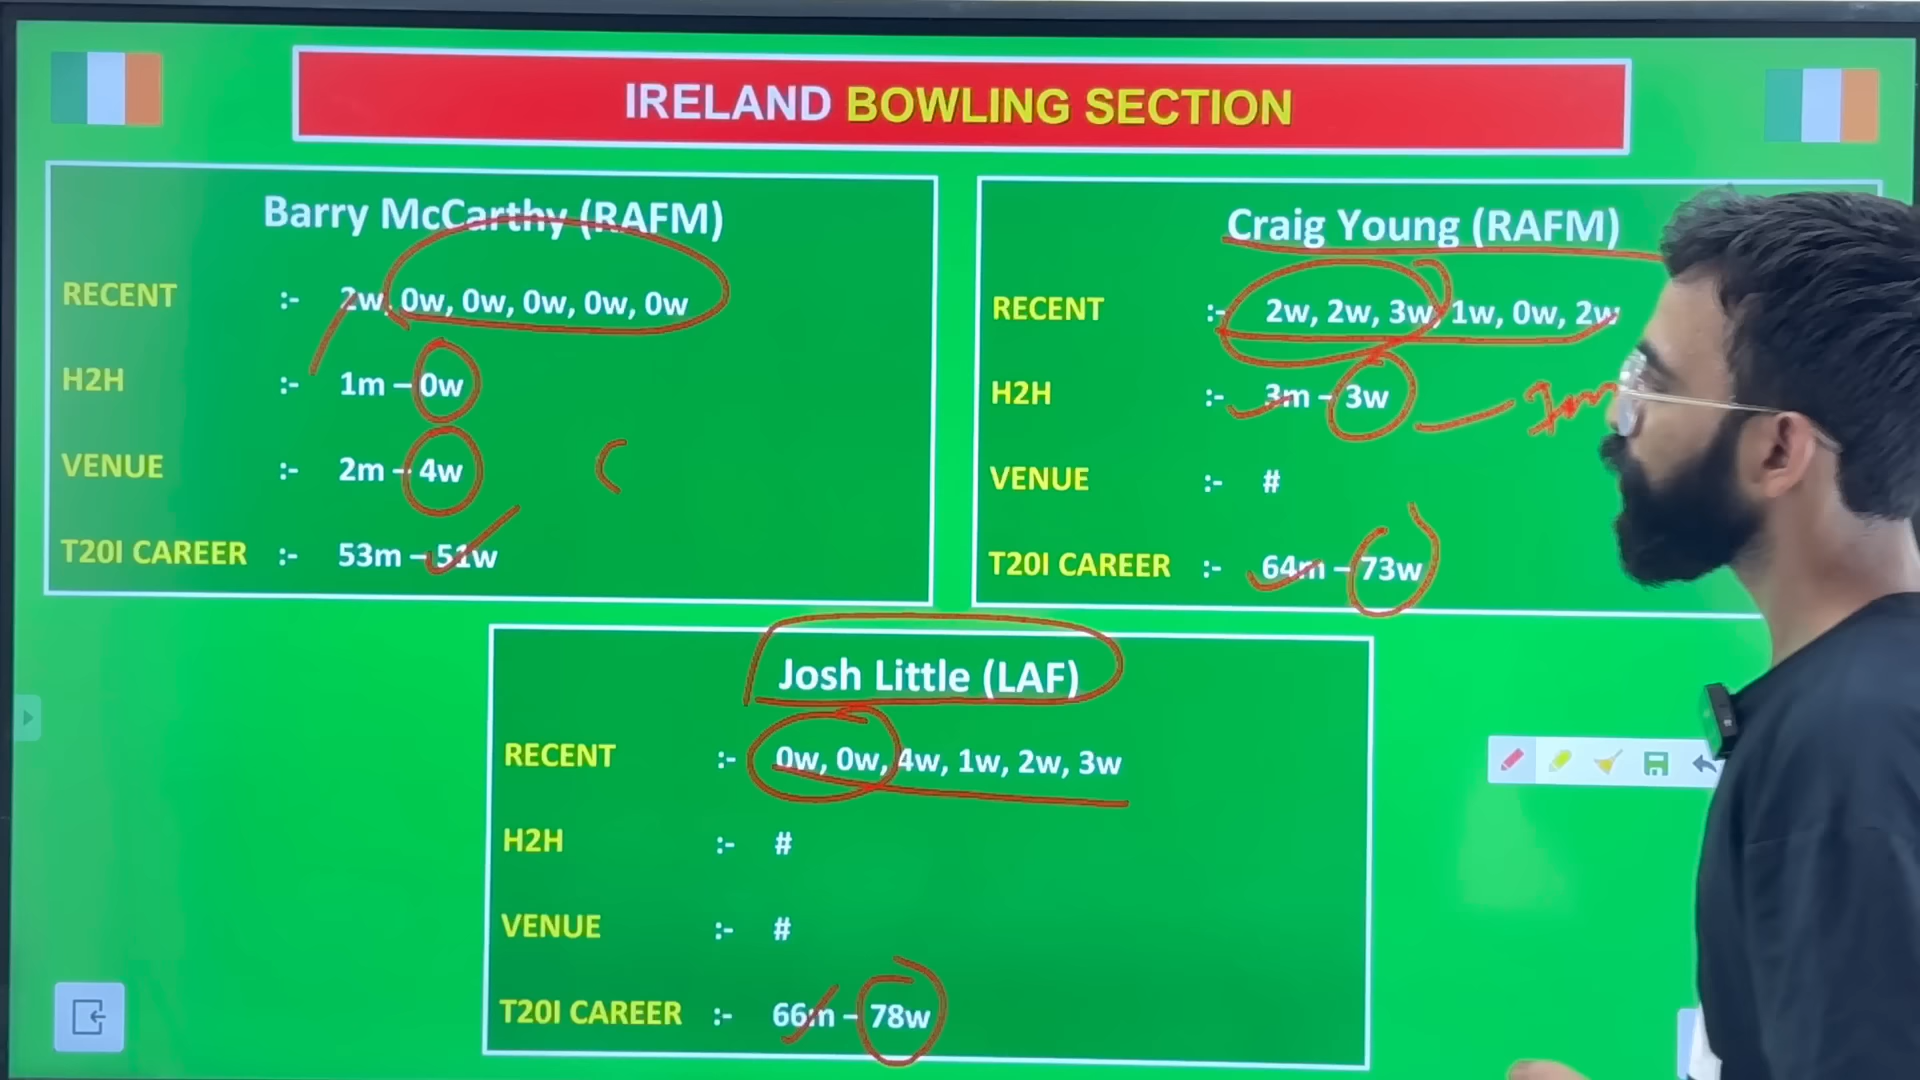 IRELAND BOWLING SECTION
Barry McCarthy (RAFM)
RECENT :- 2w, 0w, 0w, 0w, 0w, 0w
H2H :- 1m – 0w
VENUE :- 2m – 4w
T20I CAREER :- 53m – 51w
Craig Young (RAFM)
RECENT :- 2w, 2w, 3w, 1w, 0w, 2w
H2H :- 3m – 3w
VENUE :- #
T20I CAREER :- 64m – 73w
Josh Little (LAF)
RECENT :- 0w, 0w, 4w, 1w, 2w, 3w
H2H :- #
VENUE :- #
T20I CAREER :- 66m – 78w